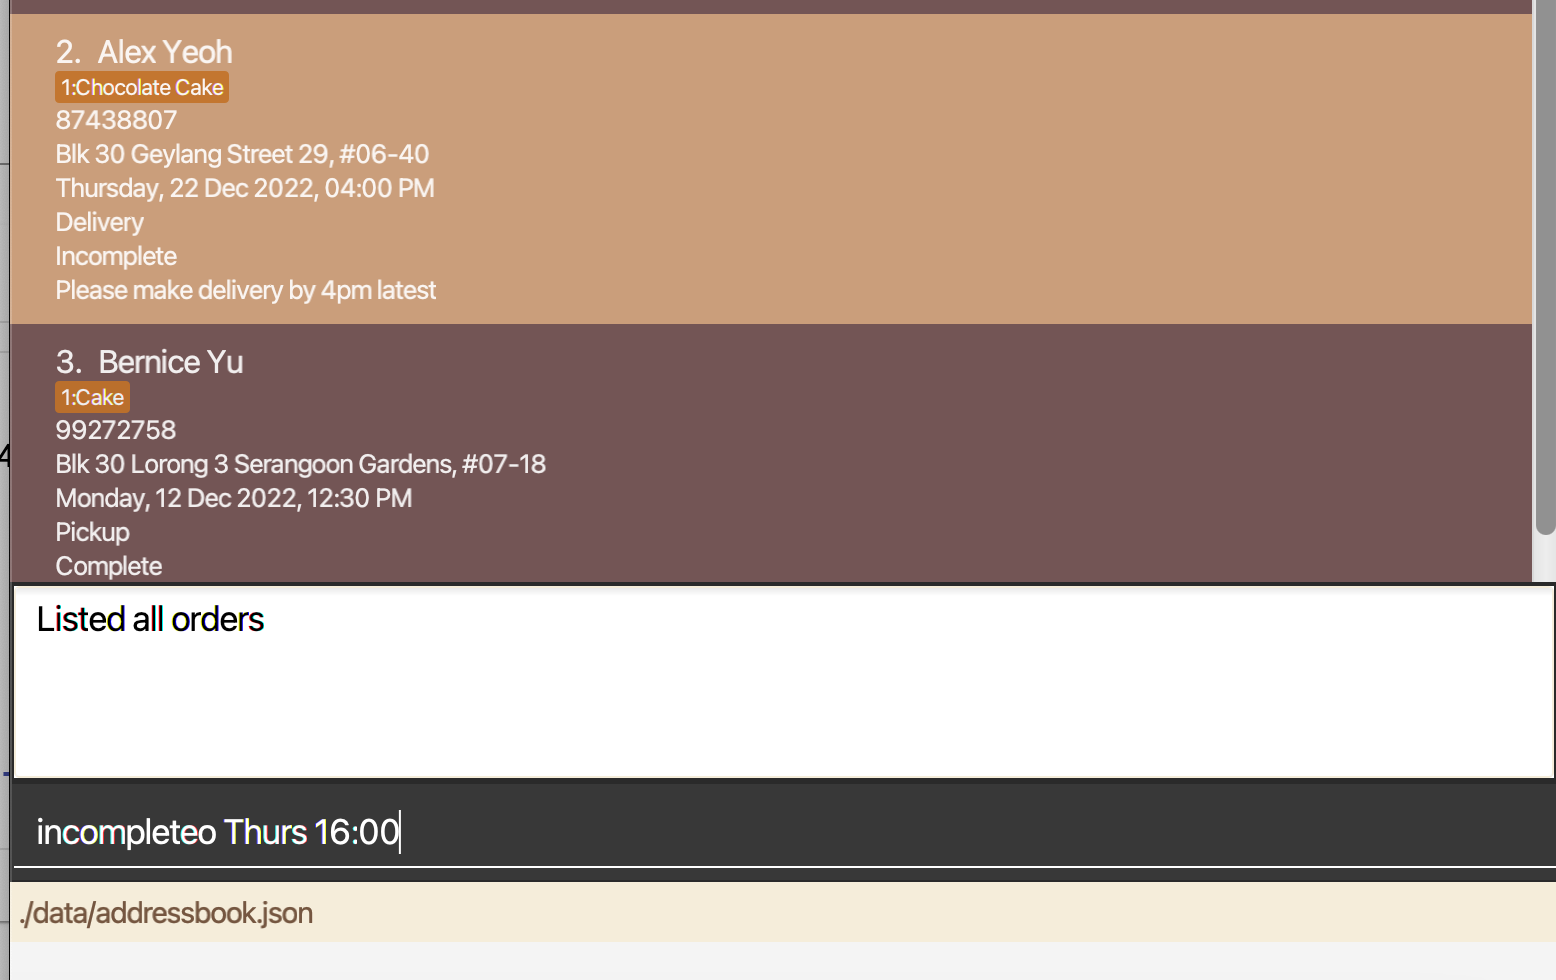 2. Alex Yeoh
1:Chocolate Cake
87438807
Blk 30 Geylang Street 29, #06-40
Thursday, 22 Dec 2022, 04:00 PM
Delivery
Incomplete
Please make delivery by 4pm latest
3. Bernice Yu
1:Cake
99272758
Blk 30 Lorong 3 Serangoon Gardens, #07-18
Monday, 12 Dec 2022, 12:30 PM
Pickup
Complete
Listed all orders
incompleteo Thurs 16:00
./data/addressbook.json